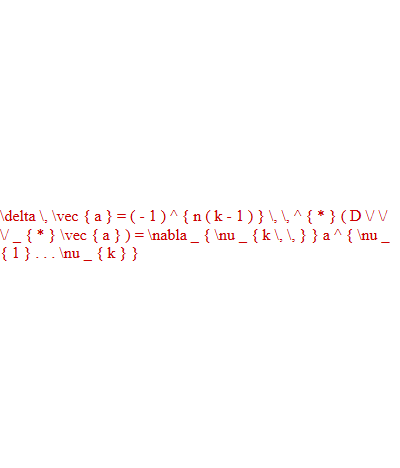 \delta \, \vec { a } = ( - 1 ) ^ { n ( k - 1 ) } \, \, ^ { * } ( D \/ \/
\/ _ { * } \vec { a } ) = \nabla _ { \nu _ { k \, \, } } a ^ { \nu _
{ 1 } . . . \nu _ { k } }